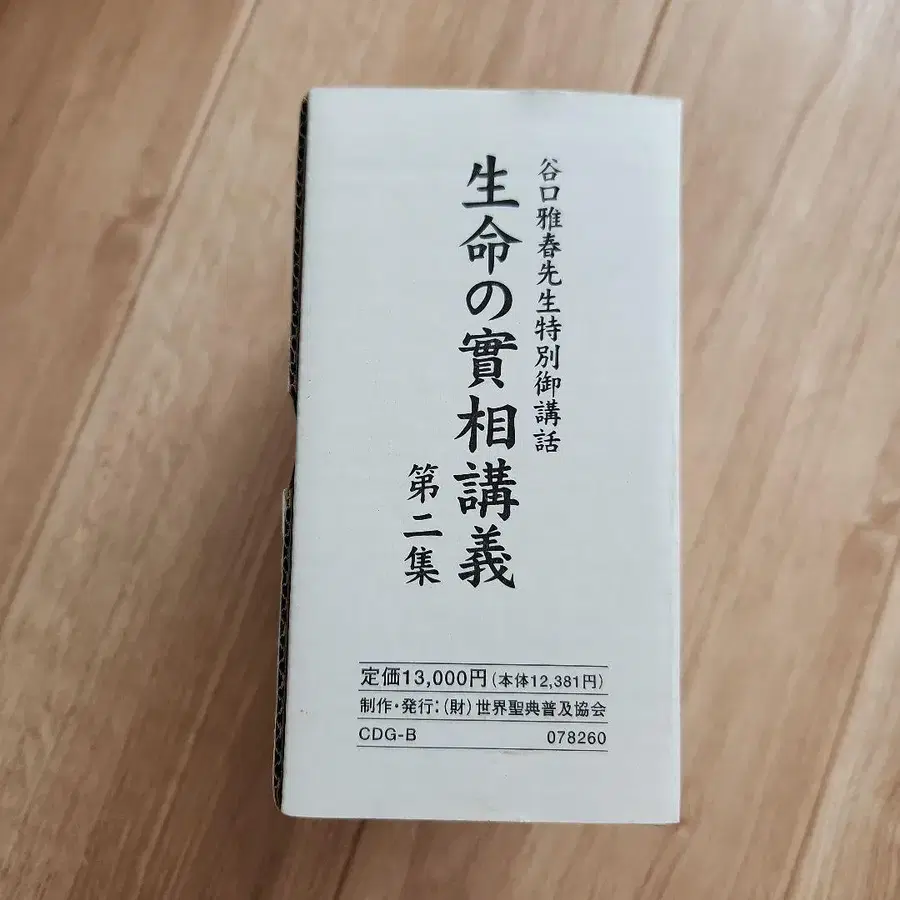 谷口雅春先生特別御講話
生命の實相講義
第二集
定価13,000円(本体12,381円)
制作・発行:(財)世界聖典普及協会
CDG-B 078260